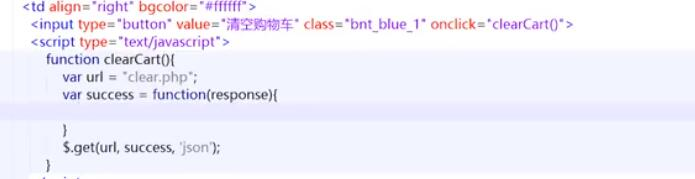 <td align="right" bgcolor="#ffffff">
<input type="button" value="清空购物车" class="bnt_blue_1" onclick="clearCart()">
<script type="text/javascript">
function clearCart(){
var url = "clear.php";
var success = function(response){
}
$.get(url, success, 'json');
}